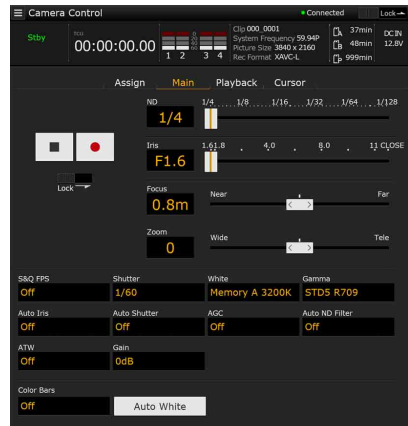 Camera Control
Connected
Lock
Stby
00:00:00.00
1 2 3 4
Clip 000_0001
System Frequency 59.94P
Picture Size 3840 x 2160
Rec Format XAVC-L
A 37min
B 48min
999min
DC IN
12.8V
Assign Main Playback Cursor
ND
1/4
1/4 1/8 1/16 1/32 1/64 1/128
Iris
F1.6
1.6 1.8 4.0 8.0 11 CLOSE
Lock
Focus
0.8m
Near Far
Zoom
0
Wide Tele
S&Q FPS Shutter White Gamma
Off 1/60 Memory A 3200K STD5 R709
Auto Iris Auto Shutter AGC Auto ND Filter
Off Off Off Off
ATW Gain
Off 0dB
Color Bars
Off Auto White